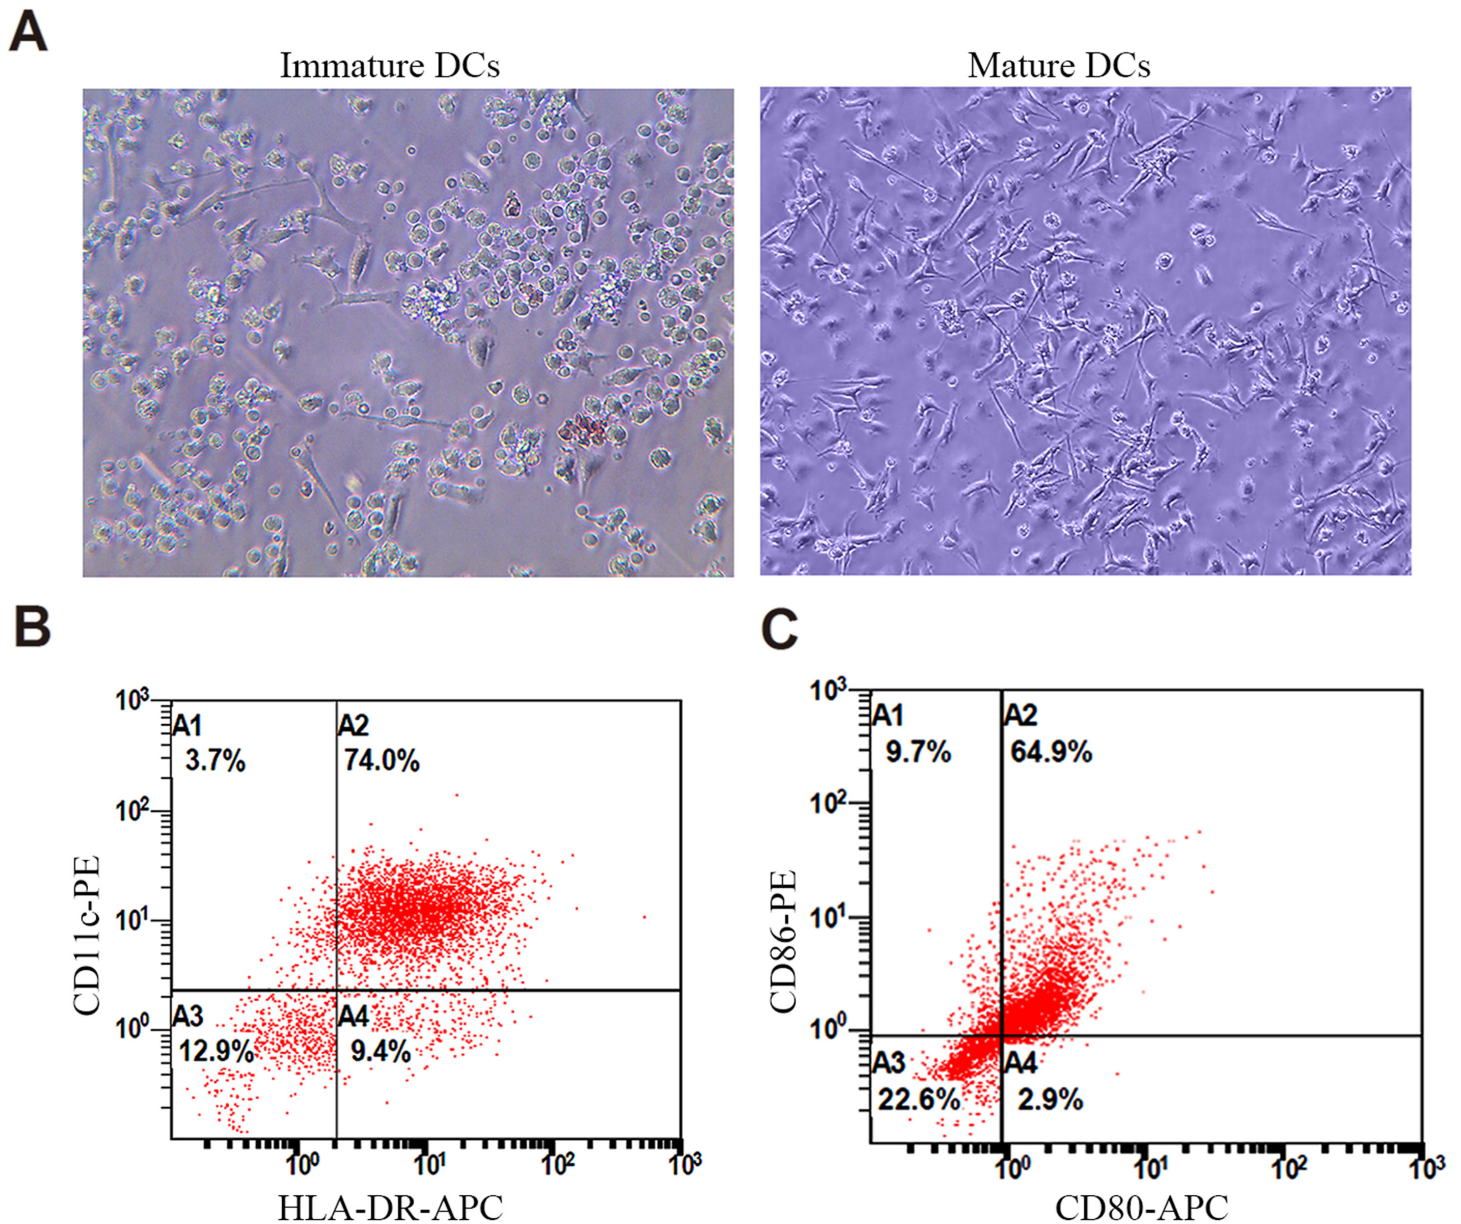 A
Immature DCs
Mature DCs
B
C
10³
A1
3.7%
A2
74.0%
10²
10¹
10⁰
A3
12.9%
A4
9.4%
CD11c-PE
10⁰
10¹
10²
10³
HLA-DR-APC
10³
A1
9.7%
A2
64.9%
10²
10¹
10⁰
A3
22.6%
A4
2.9%
CD86-PE
10⁰
10¹
10²
10³
CD80-APC